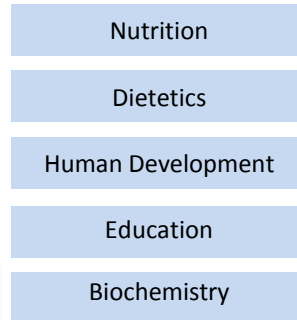 Nutrition
Dietetics
Human Development
Education
Biochemistry